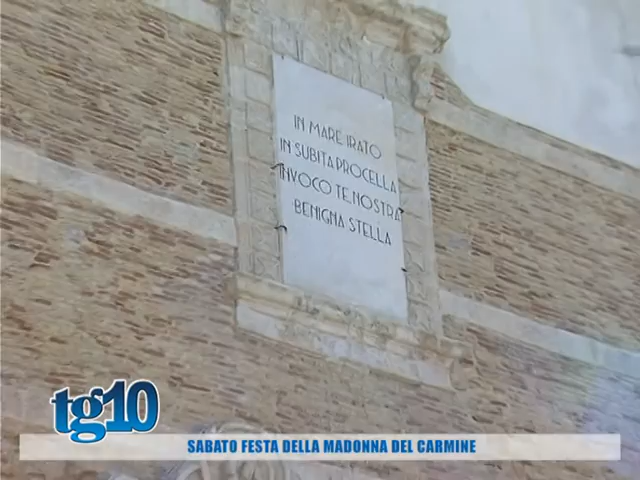 IN MARE IRATO
IN SUBITA PROCELLA
INVOCO TE, NOSTRA
BENIGNA STELLA
tg10
SABATO FESTA DELLA MADONNA DEL CARMINE